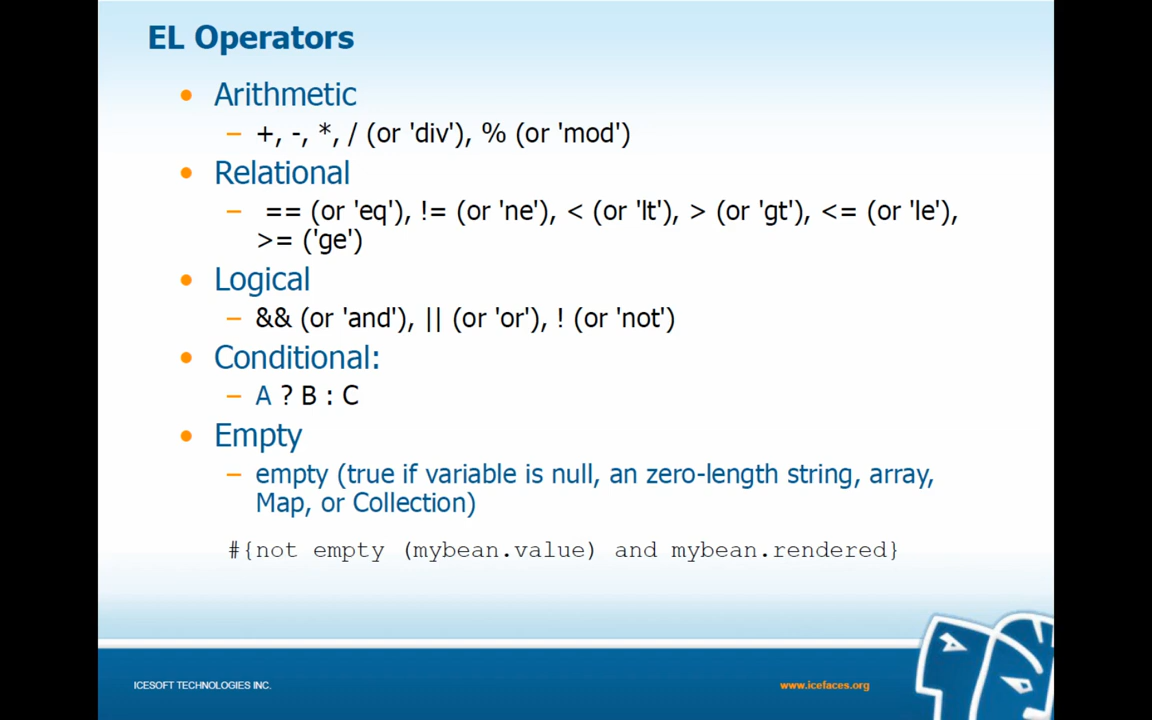 EL Operators
• Arithmetic
– +, -, *, / (or 'div'), % (or 'mod')
• Relational
– == (or 'eq'), != (or 'ne'), < (or 'lt'), > (or 'gt'), <= (or 'le'),
>= ('ge')
• Logical
– && (or 'and'), || (or 'or'), ! (or 'not')
• Conditional:
– A ? B : C
• Empty
– empty (true if variable is null, an zero-length string, array,
Map, or Collection)
#{not empty (mybean.value) and mybean.rendered}
ICESOFT TECHNOLOGIES INC.
www.icefaces.org